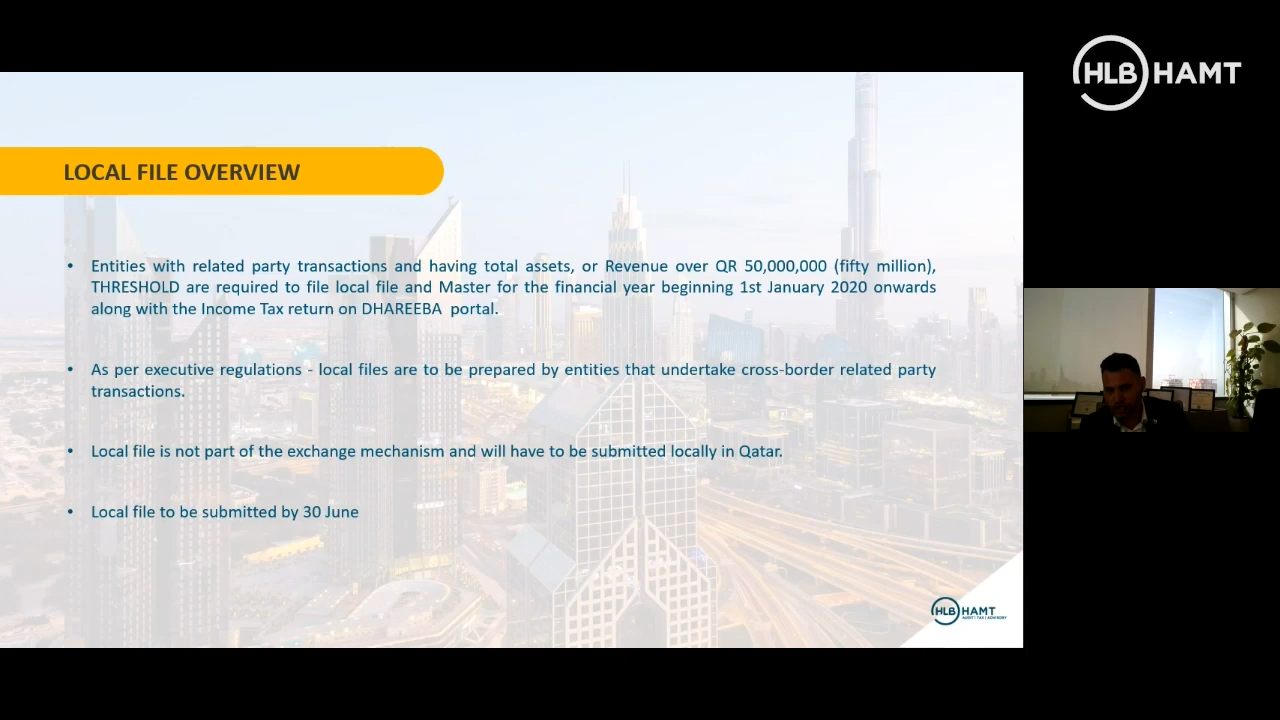 HLB HAMT
LOCAL FILE OVERVIEW
• Entities with related party transactions and having total assets, or Revenue over QR 50,000,000 (fifty million),
THRESHOLD are required to file local file and Master for the financial year beginning 1st January 2020 onwards
along with the Income Tax return on DHAREEBA portal.
• As per executive regulations - local files are to be prepared by entities that undertake cross-border related party
transactions.
• Local file is not part of the exchange mechanism and will have to be submitted locally in Qatar.
• Local file to be submitted by 30 June
HLB HAMT
AUDIT | TAX | ADVISORY